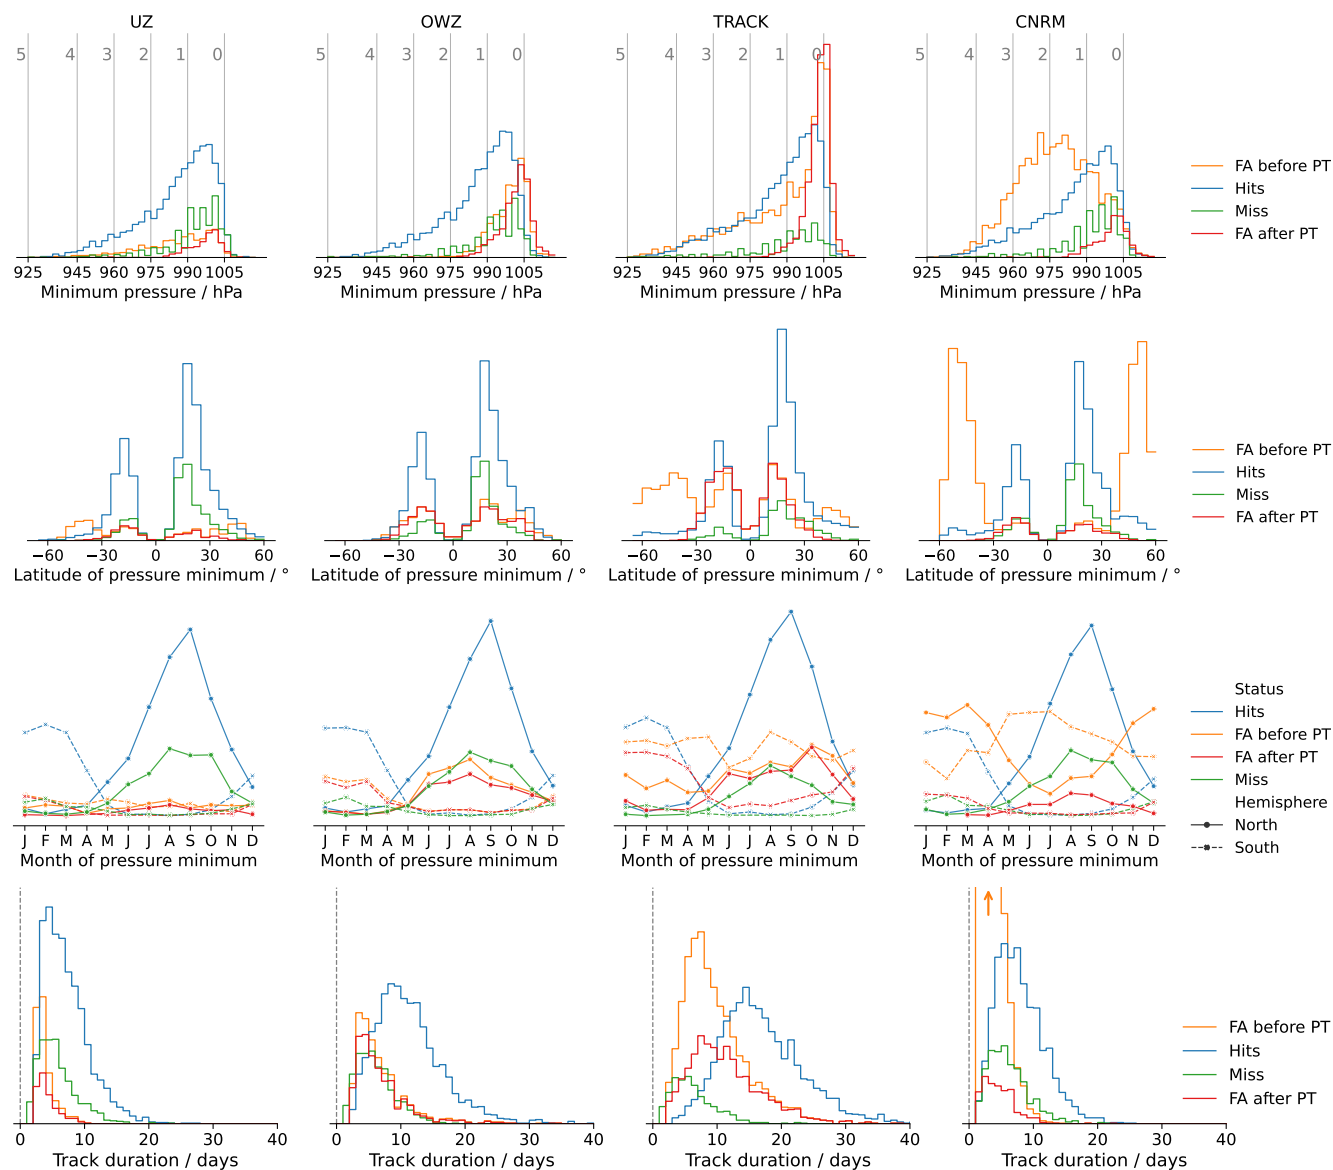 UZ OWZ TRACK CNRM
5 4 3 2 1 0 5 4 3 2 1 0 5 4 3 2 1 0 5 4 3 2 1 0
FA before PT
Hits
Miss
FA after PT
925 945 960 975 990 1005 925 945 960 975 990 1005 925 945 960 975 990 1005 925 945 960 975 990 1005
Minimum pressure / hPa Minimum pressure / hPa Minimum pressure / hPa Minimum pressure / hPa
FA before PT
Hits
Miss
FA after PT
−60 −30 0 30 60 −60 −30 0 30 60 −60 −30 0 30 60 −60 −30 0 30 60
Latitude of pressure minimum / ° Latitude of pressure minimum / ° Latitude of pressure minimum / ° Latitude of pressure minimum / °
Status
Hits
FA before PT
FA after PT
Miss
Hemisphere
North
South
J F M A M J J A S O N D J F M A M J J A S O N D J F M A M J J A S O N D J F M A M J J A S O N D
Month of pressure minimum Month of pressure minimum Month of pressure minimum Month of pressure minimum
FA before PT
Hits
Miss
FA after PT
0 10 20 30 40 0 10 20 30 40 0 10 20 30 40 0 10 20 30 40
Track duration / days Track duration / days Track duration / days Track duration / days